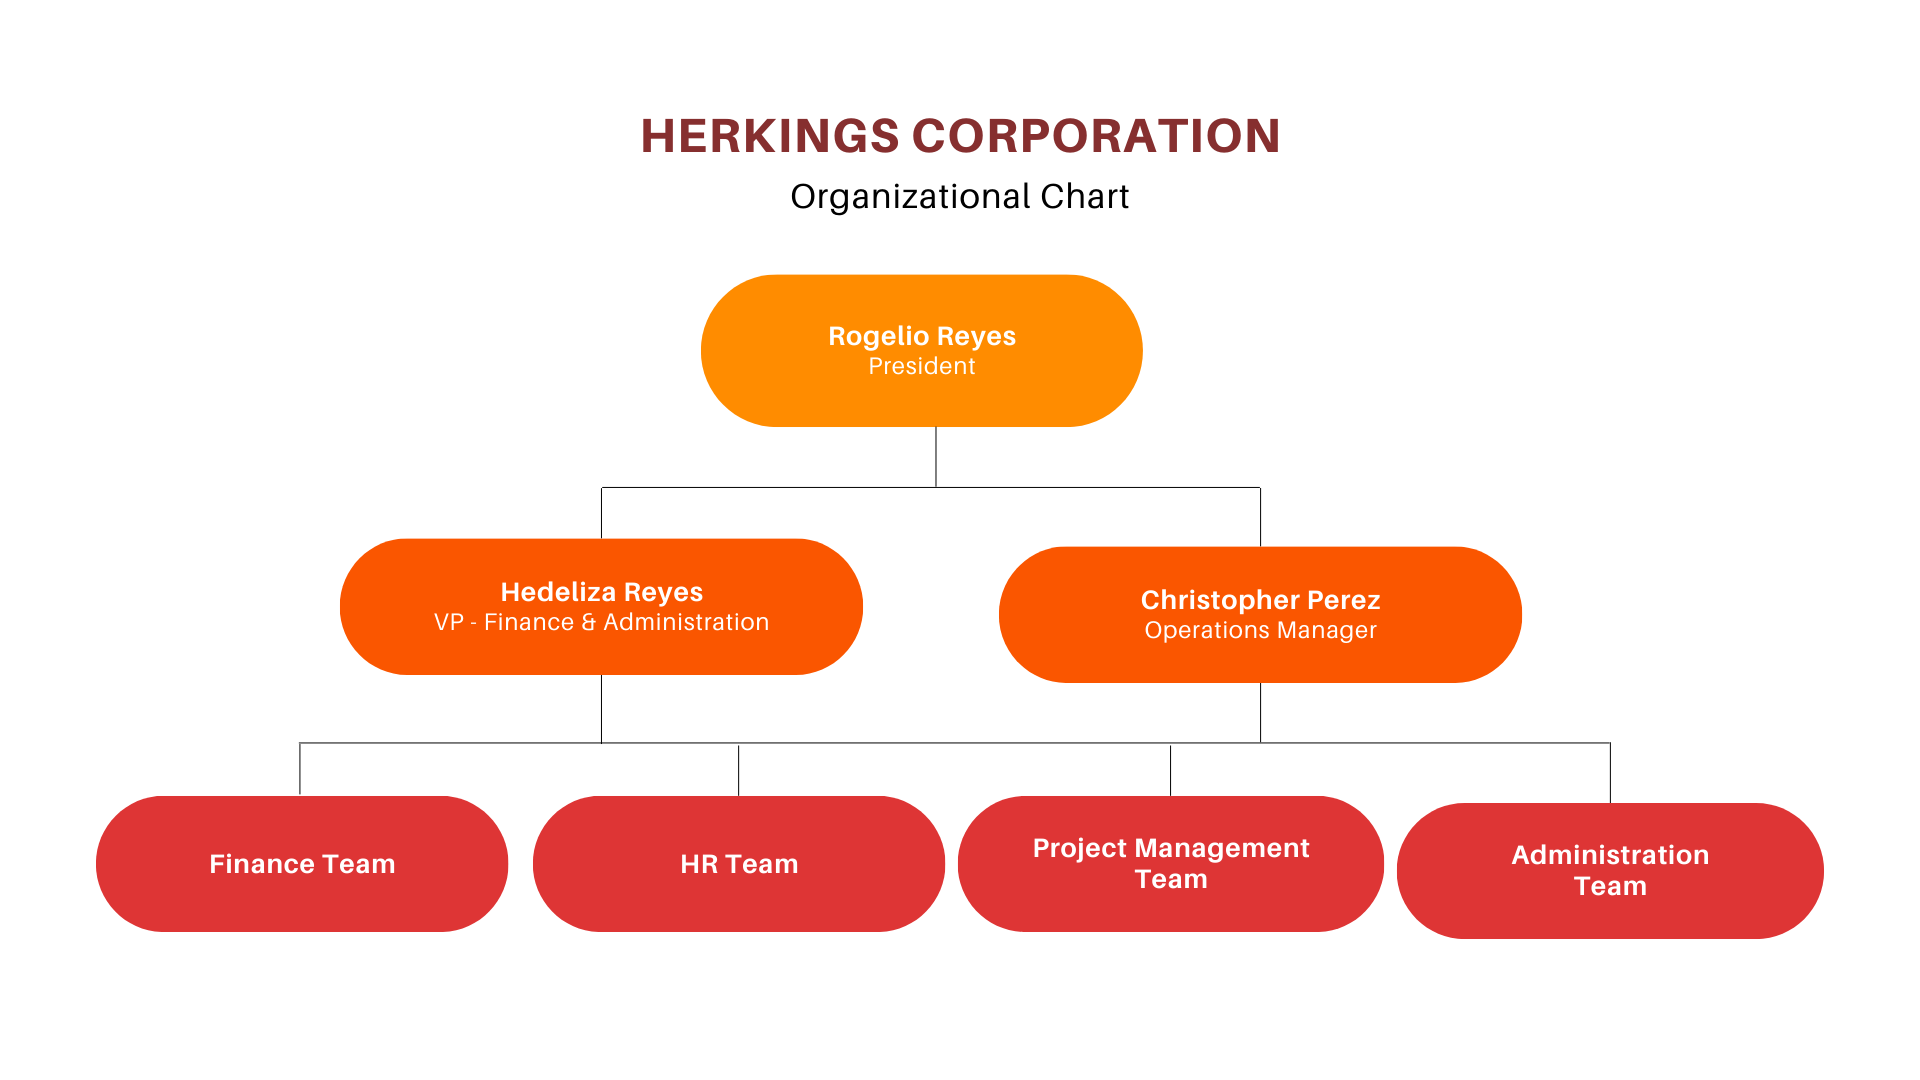 HERKINGS CORPORATION
Organizational Chart
Rogelio Reyes
President
Hedeliza Reyes
VP - Finance & Administration
Christopher Perez
Operations Manager
Finance Team
HR Team
Project Management
Team
Administration
Team